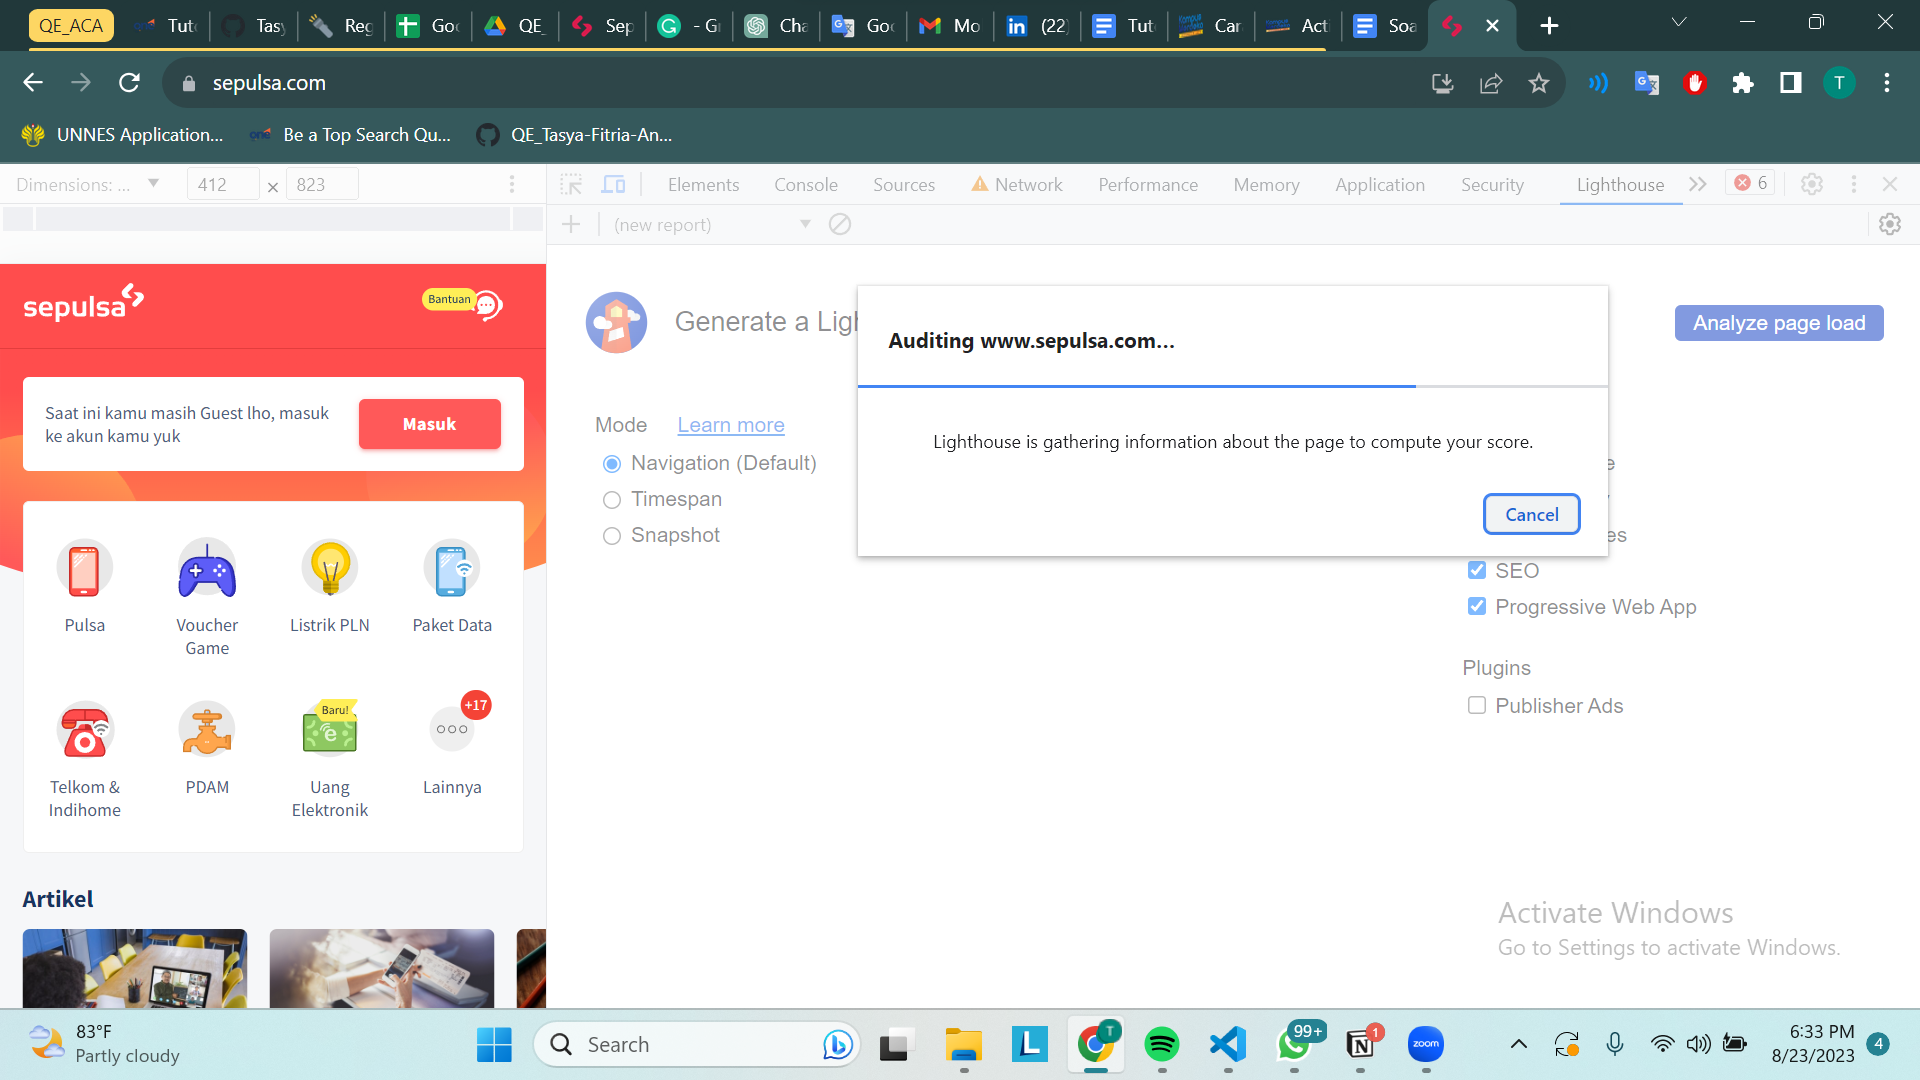 QE_ACA
Tut
Tasy
Reg
Goo
QE_
Sep
- Gr
Cha
Goo
Mo
(22)
Tut
Car
Acti
Soa
sepulsa.com
T
UNNES Application...
Be a Top Search Qu...
QE_Tasya-Fitria-An...
Dimensions: ...
412
×
823
Elements
Console
Sources
Network
Performance
Memory
Application
Security
Lighthouse
6
(new report)
sepulsa
Bantuan
Generate a Ligh
Analyze page load
Auditing www.sepulsa.com...
Lighthouse is gathering information about the page to compute your score.
Cancel
Saat ini kamu masih Guest lho, masuk
ke akun kamu yuk
Masuk
Mode
Learn more
Navigation (Default)
Timespan
Snapshot
e
es
SEO
Progressive Web App
Plugins
Publisher Ads
Pulsa
Voucher
Game
Listrik PLN
Paket Data
+17
Baru!
e
Telkom &
Indihome
PDAM
Uang
Elektronik
Lainnya
Artikel
Activate Windows
Go to Settings to activate Windows.
83°F
Partly cloudy
Search
L
T
99+
1
zoom
6:33 PM
8/23/2023
4